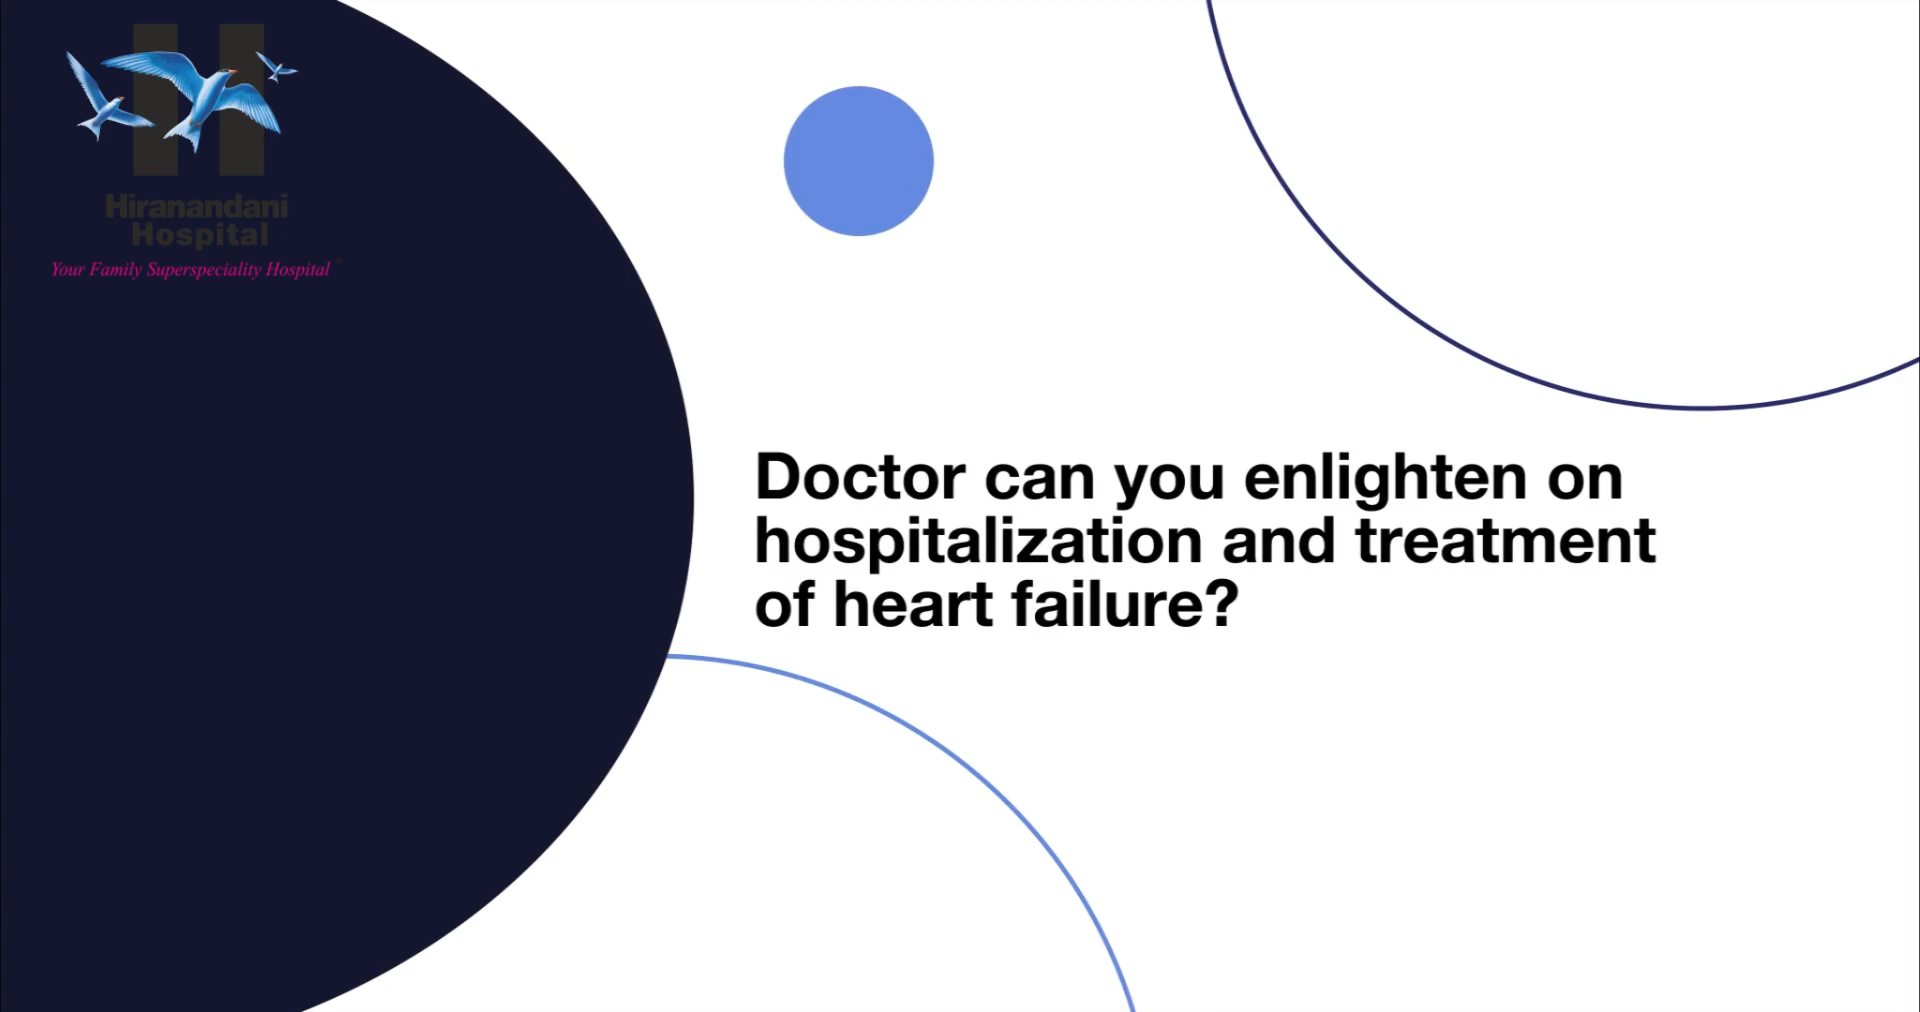 Hiranandani
Hospital
Your Family Superspeciality Hospital
Doctor can you enlighten on
hospitalization and treatment
of heart failure?